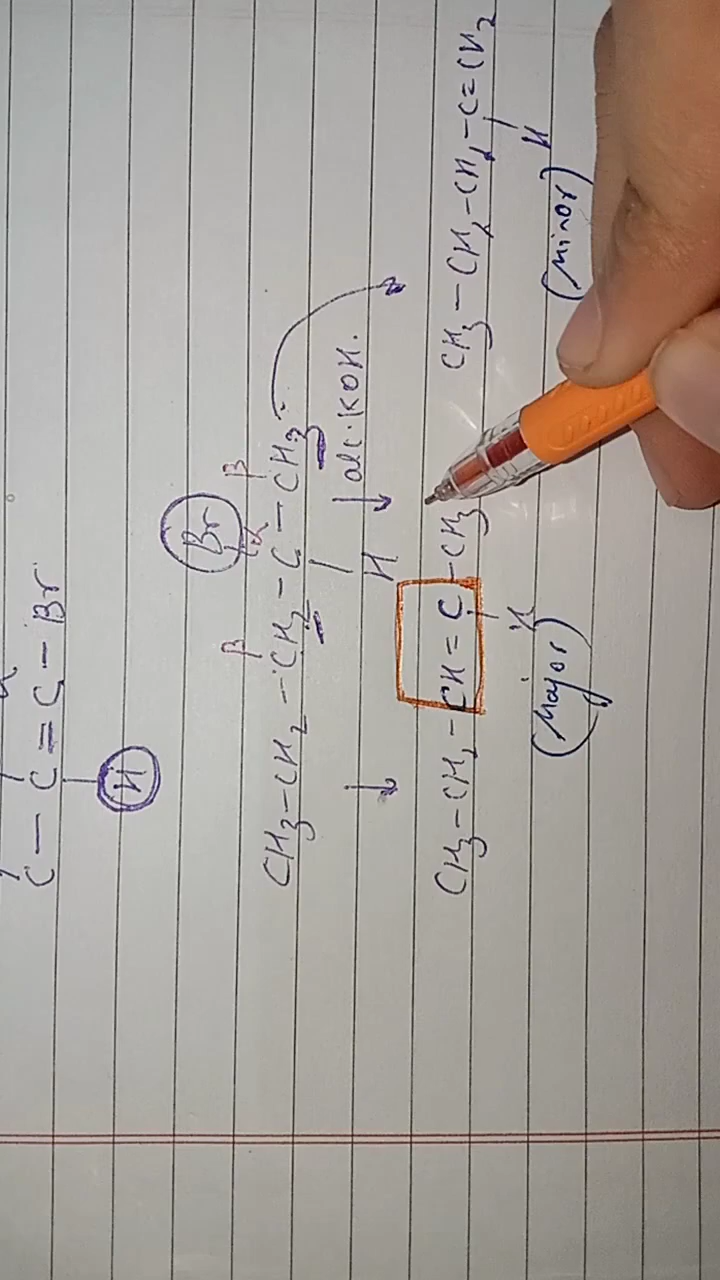 C – C = C – Br
H
Br
β α β
CH3 – CH2 – CH2 – C – CH3
H
alc. KOH.
CH3 – CH2 – CH = C – CH3
CH3 – CH2 – CH2 – C = CH2
H
H
(Major)
(Minor)